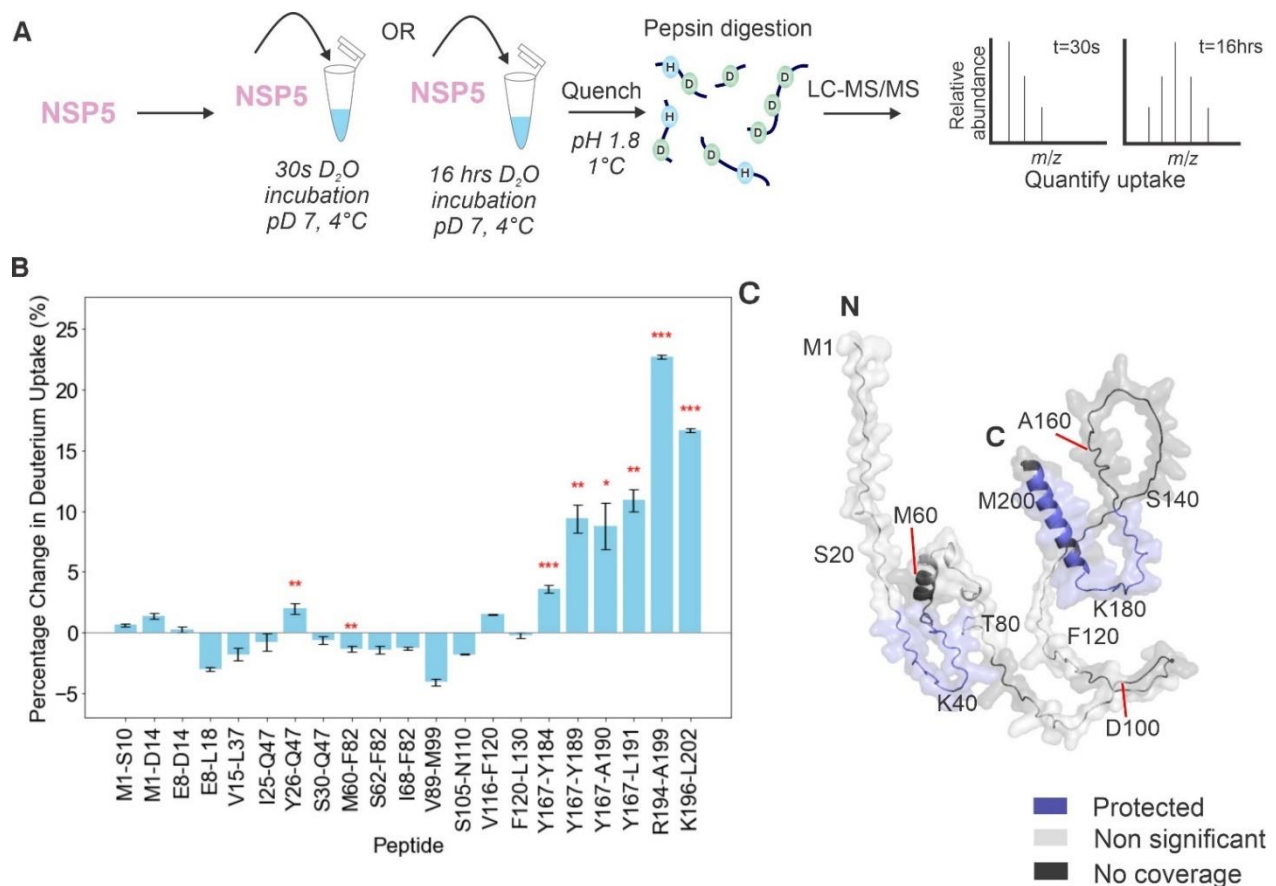 A
NSP5
NSP5
30s D₂O
incubation
pD 7, 4°C
OR
NSP5
16 hrs D₂O
incubation
pD 7, 4°C
Quench
pH 1.8
1°C
Pepsin digestion
H
D
D
D
D
D
H
D
D
H
LC-MS/MS
Relative
abundance
t=30s
t=16hrs
m/z
m/z
Quantify uptake
B
Percentage Change in Deuterium Uptake (%)
25
20
15
10
5
0
−5
**
**
***
**
*
**
***
***
M1-S10
M1-D14
E8-D14
E8-L18
V15-L37
I25-Q47
Y26-Q47
S30-Q47
M60-F82
S62-F82
I68-F82
V89-M99
S105-N110
V116-F120
F120-L130
Y167-Y184
Y167-Y189
Y167-A190
Y167-L191
R194-A199
K196-L202
Peptide
C
N
M1
A160
C
M200
S140
M60
S20
K180
T80
F120
K40
D100
Protected
Non significant
No coverage